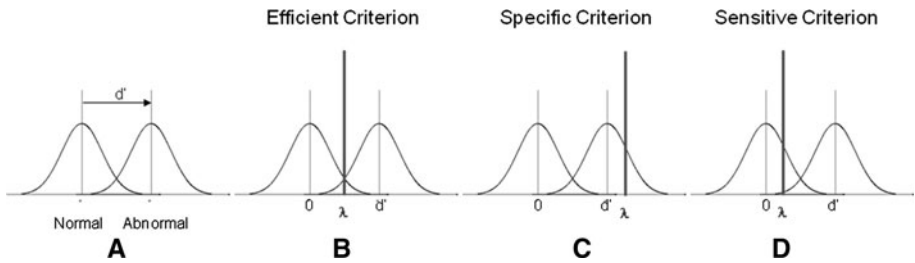 Efficient Criterion Specific Criterion Sensitive Criterion
d'
0 λ d' 0 d' λ 0 λ d'
Normal Abnormal
A B C D